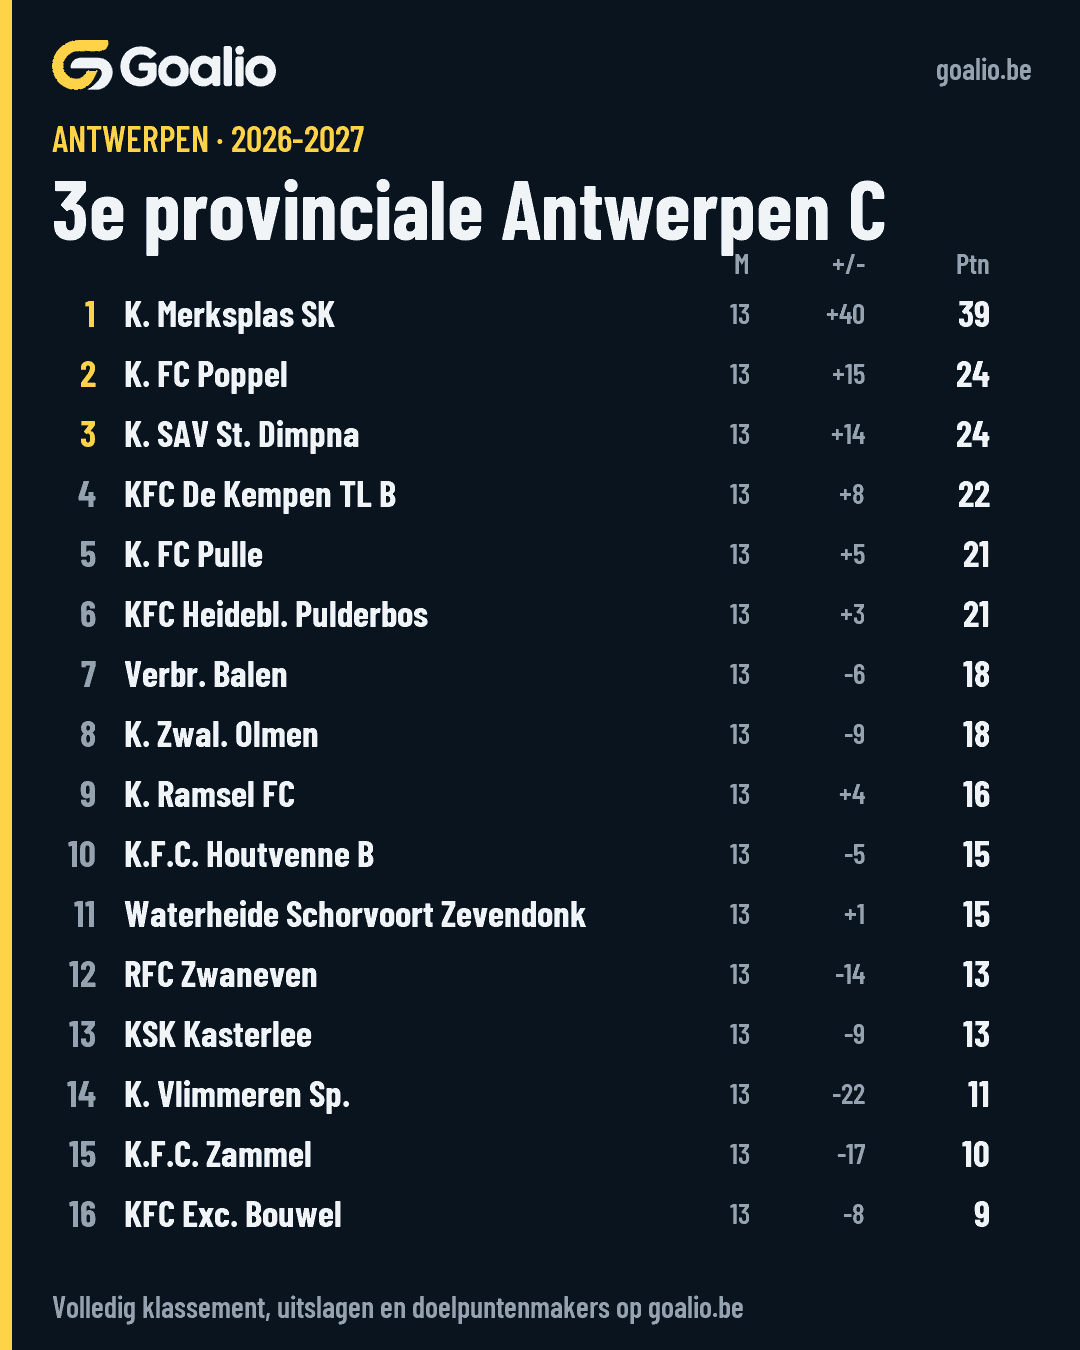 Goalio
goalio.be
ANTWERPEN · 2026-2027
3e provinciale Antwerpen C
M +/- Ptn
1 K. Merksplas SK 13 +40 39
2 K. FC Poppel 13 +15 24
3 K. SAV St. Dimpna 13 +14 24
4 KFC De Kempen TL B 13 +8 22
5 K. FC Pulle 13 +5 21
6 KFC Heidebl. Pulderbos 13 +3 21
7 Verbr. Balen 13 -6 18
8 K. Zwal. Olmen 13 -9 18
9 K. Ramsel FC 13 +4 16
10 K.F.C. Houtvenne B 13 -5 15
11 Waterheide Schorvoort Zevendonk 13 +1 15
12 RFC Zwaneven 13 -14 13
13 KSK Kasterlee 13 -9 13
14 K. Vlimmeren Sp. 13 -22 11
15 K.F.C. Zammel 13 -17 10
16 KFC Exc. Bouwel 13 -8 9
Volledig klassement, uitslagen en doelpuntenmakers op goalio.be